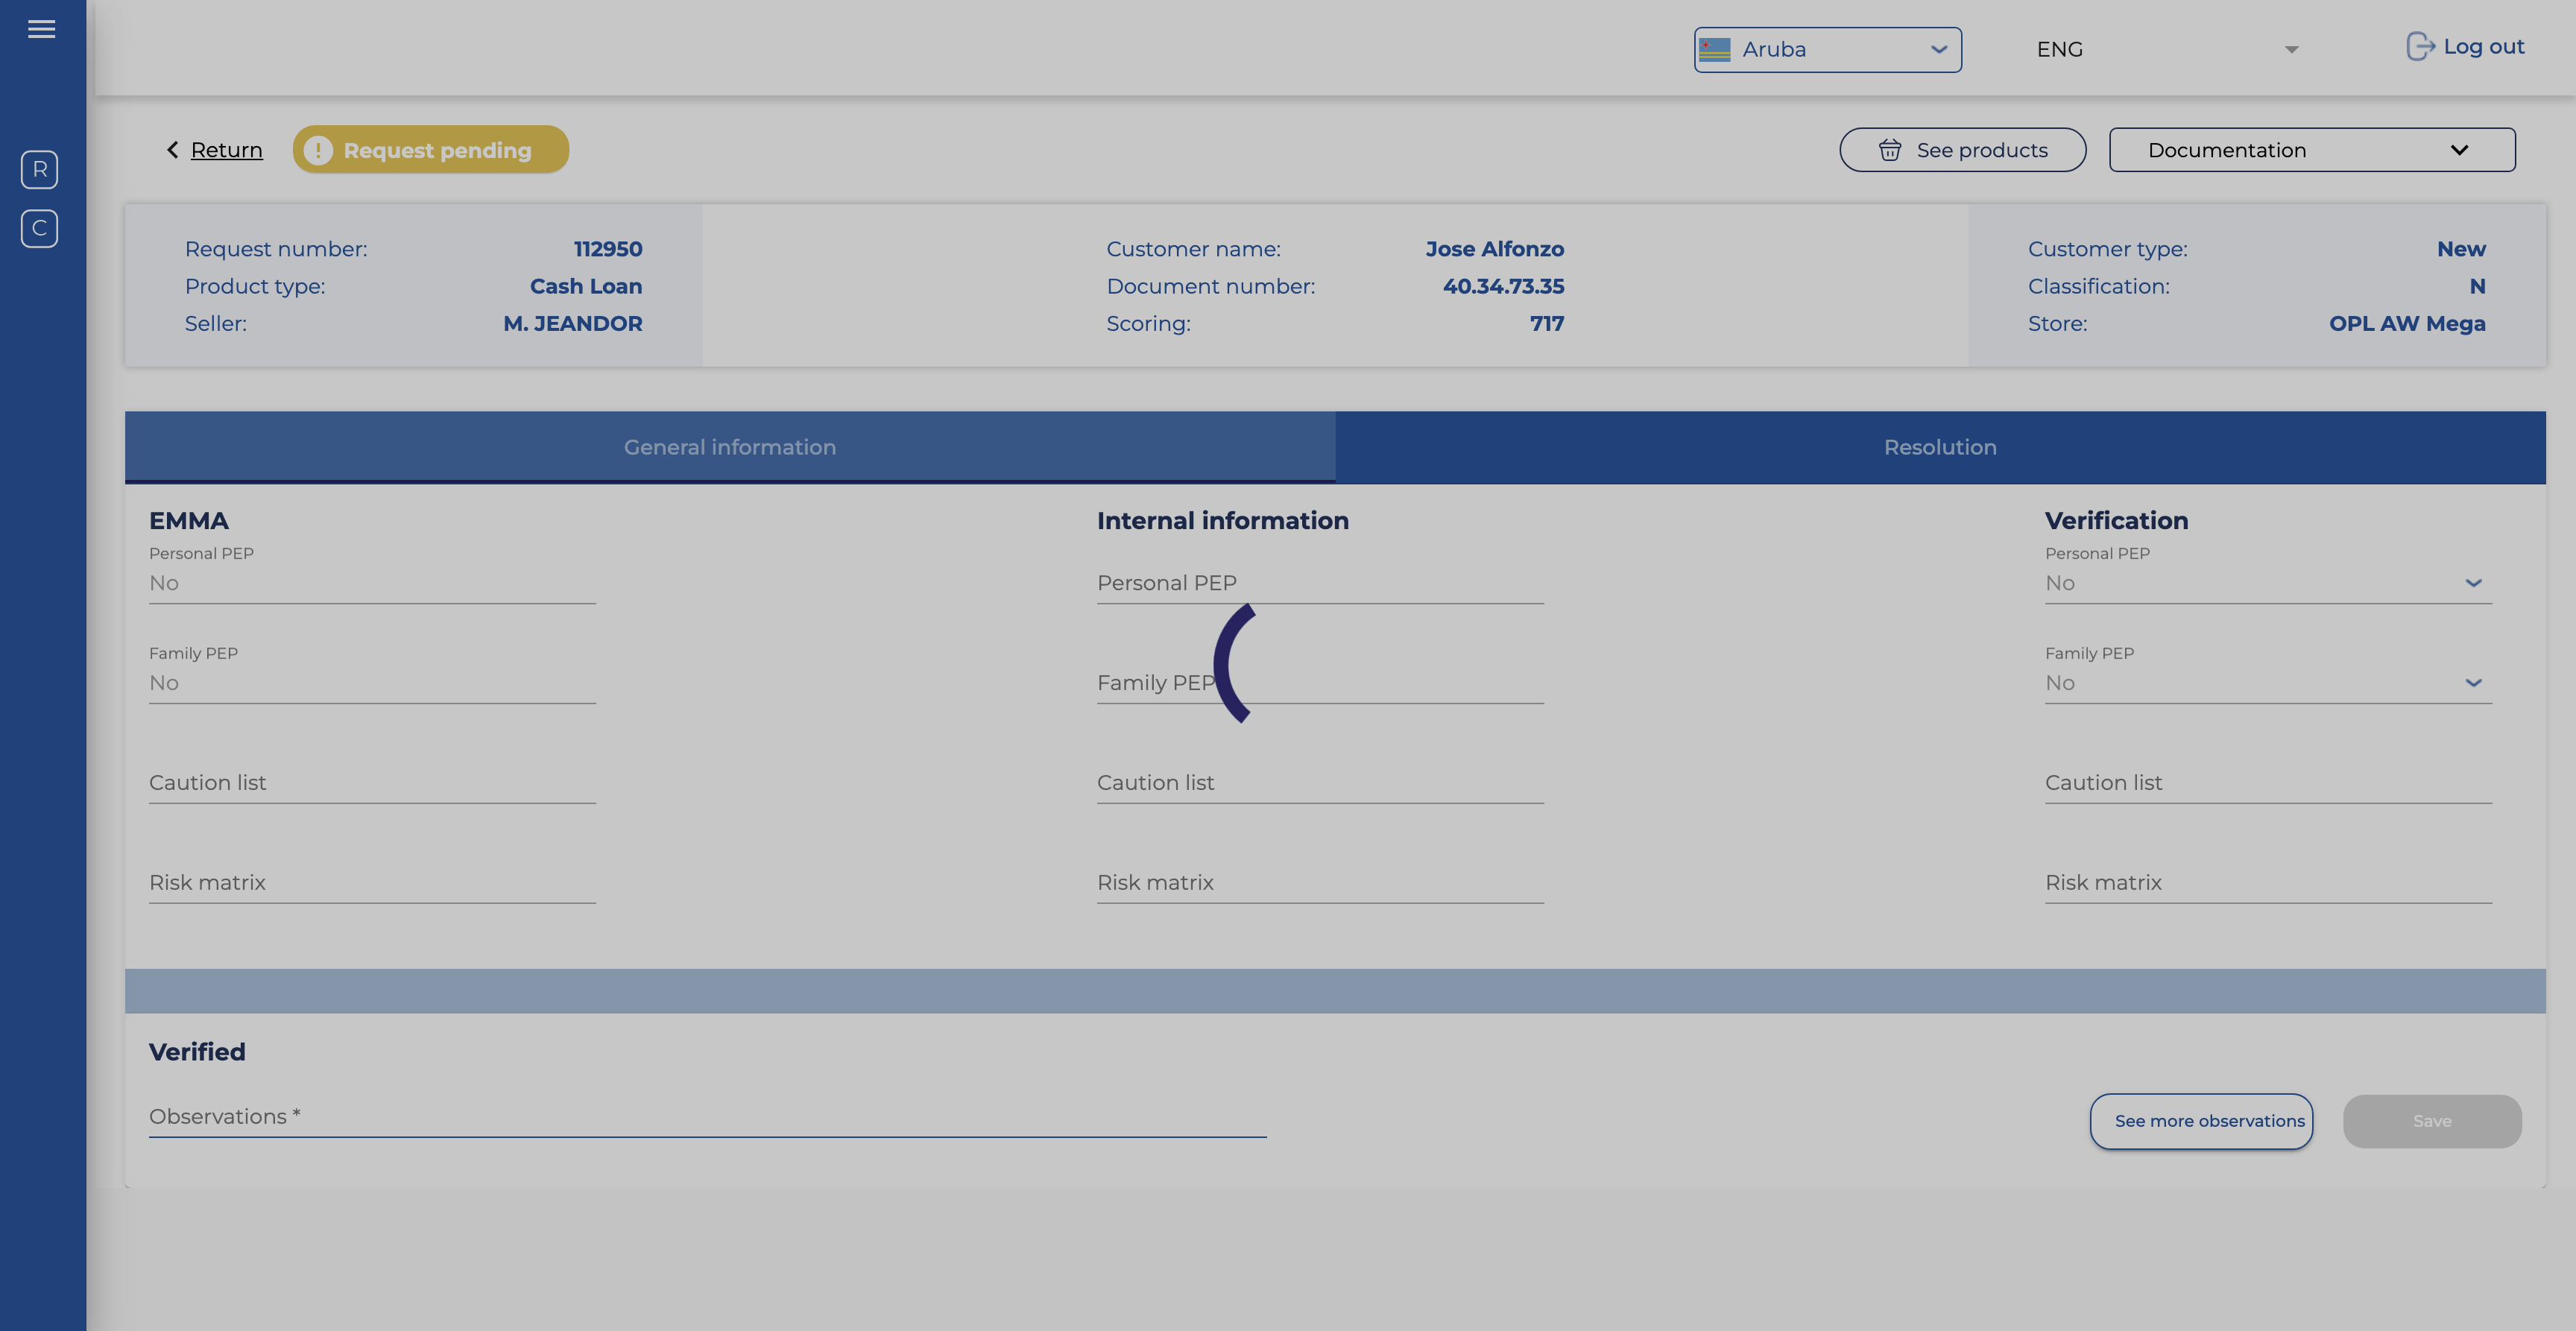 Aruba
ENG
Log out
Return
Request pending
See products
Documentation
R
C
Request number: 112950
Product type: Cash Loan
Seller: M. JEANDOR
Customer name: Jose Alfonzo
Document number: 40.34.73.35
Scoring: 717
Customer type: New
Classification: N
Store: OPL AW Mega
General information
Resolution
EMMA
Personal PEP
No
Family PEP
No
Caution list
Risk matrix
Internal information
Personal PEP
Family PEP
Caution list
Risk matrix
Verification
Personal PEP
No
Family PEP
No
Caution list
Risk matrix
Verified
Observations *
See more observations
Save